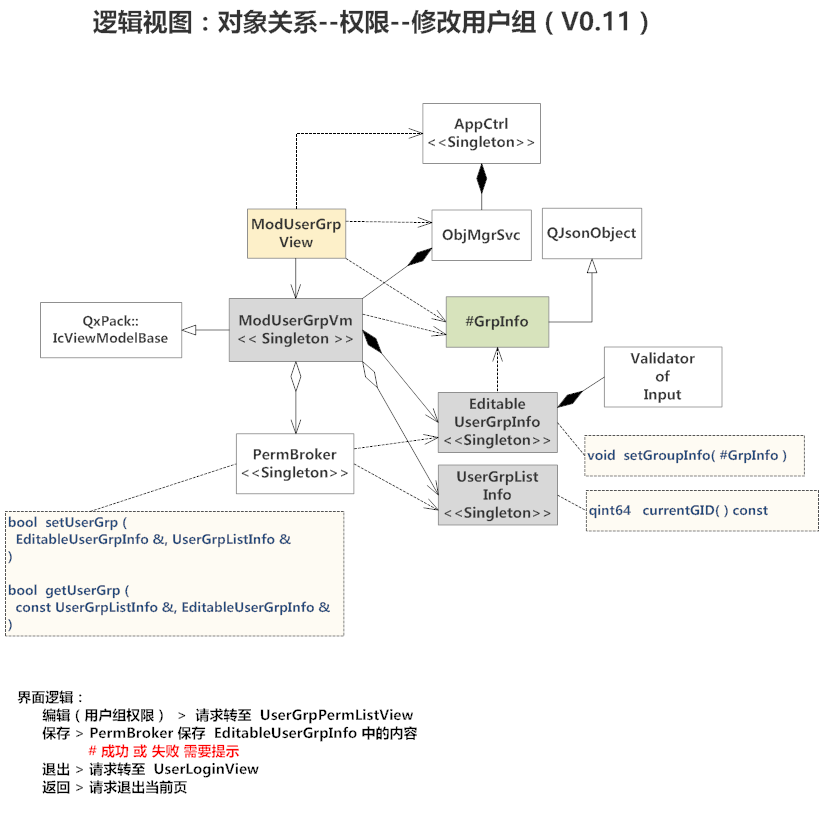 逻辑视图：对象关系--权限--修改用户组（V0.11）
AppCtrl
<<Singleton>>
ModUserGrp
View
ObjMgrSvc
QJsonObject
QxPack::
IcViewModelBase
ModUserGrpVm
<< Singleton >>
#GrpInfo
Validator
of
Input
Editable
UserGrpInfo
<<Singleton>>
PermBroker
<<Singleton>>
void setGroupInfo( #GrpInfo )
UserGrpList
Info
<<Singleton>>
qint64 currentGID( ) const
bool setUserGrp (
EditableUserGrpInfo &, UserGrpListInfo &
)
bool getUserGrp (
const UserGrpListInfo &, EditableUserGrpInfo &
)
界面逻辑：
编辑（用户组权限） > 请求转至 UserGrpPermListView
保存 > PermBroker 保存 EditableUserGrpInfo 中的内容
# 成功 或 失败 需要提示
退出 > 请求转至 UserLoginView
返回 > 请求退出当前页